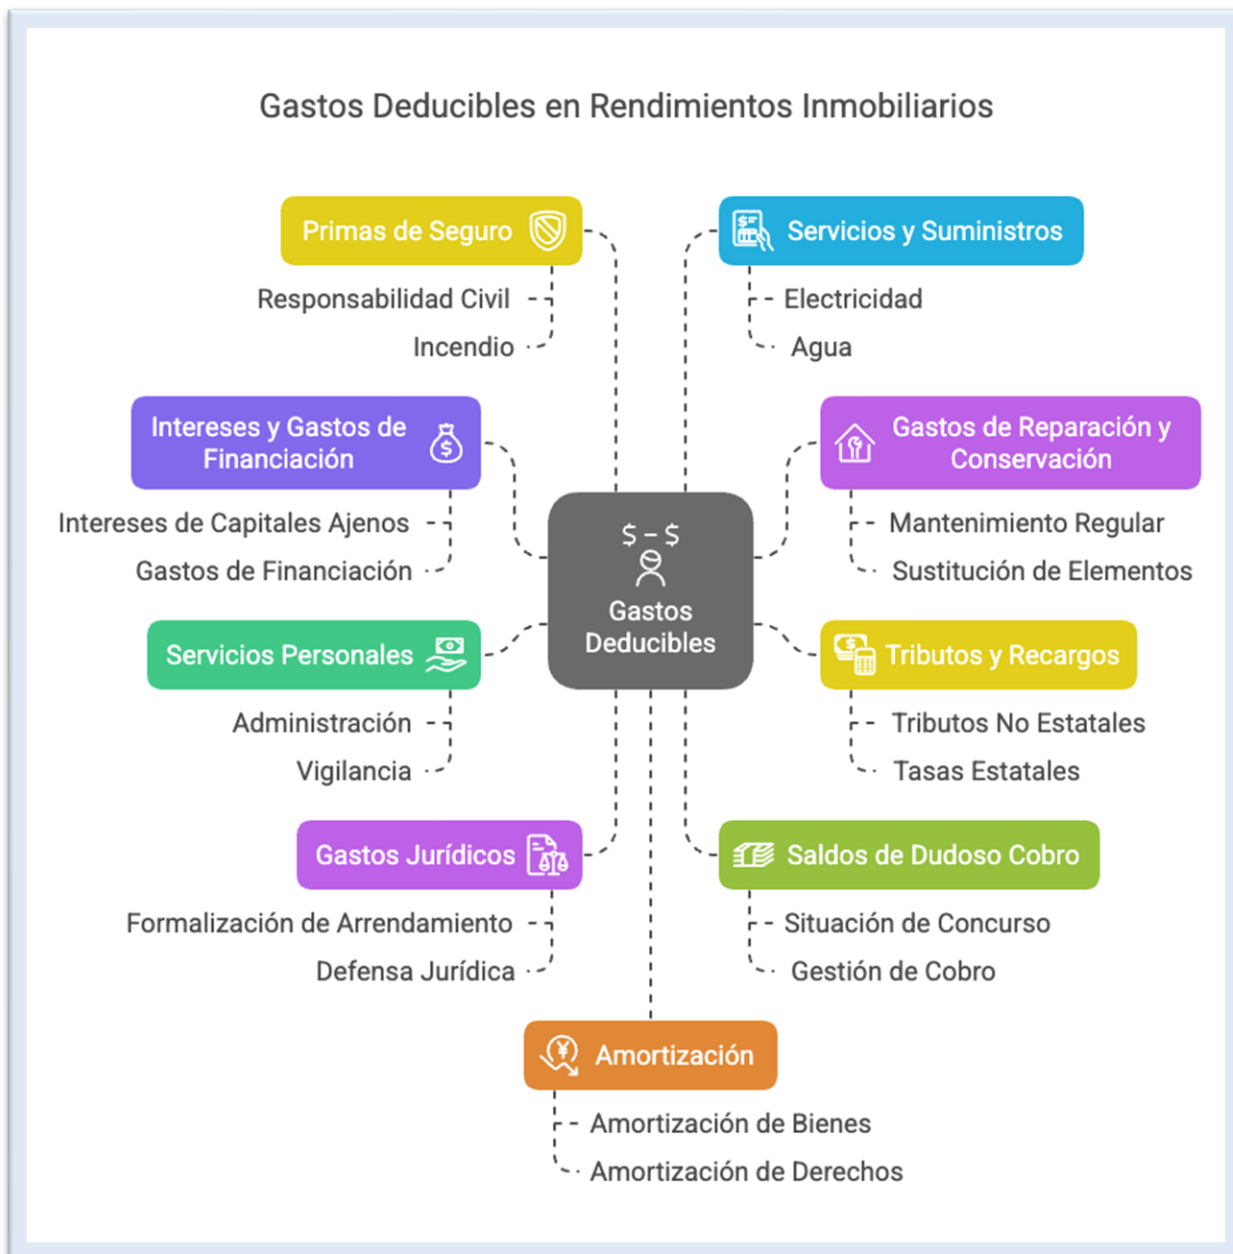 Gastos Deducibles en Rendimientos Inmobiliarios
Primas de Seguro
Responsabilidad Civil
Incendio
Servicios y Suministros
Electricidad
Agua
Intereses y Gastos de
Financiación
Intereses de Capitales Ajenos
Gastos de Financiación
Gastos de Reparación y
Conservación
Mantenimiento Regular
Sustitución de Elementos
$ – $
Gastos
Deducibles
Servicios Personales
Administración
Vigilancia
Tributos y Recargos
Tributos No Estatales
Tasas Estatales
Gastos Jurídicos
Formalización de Arrendamiento
Defensa Jurídica
Saldos de Dudoso Cobro
Situación de Concurso
Gestión de Cobro
Amortización
Amortización de Bienes
Amortización de Derechos